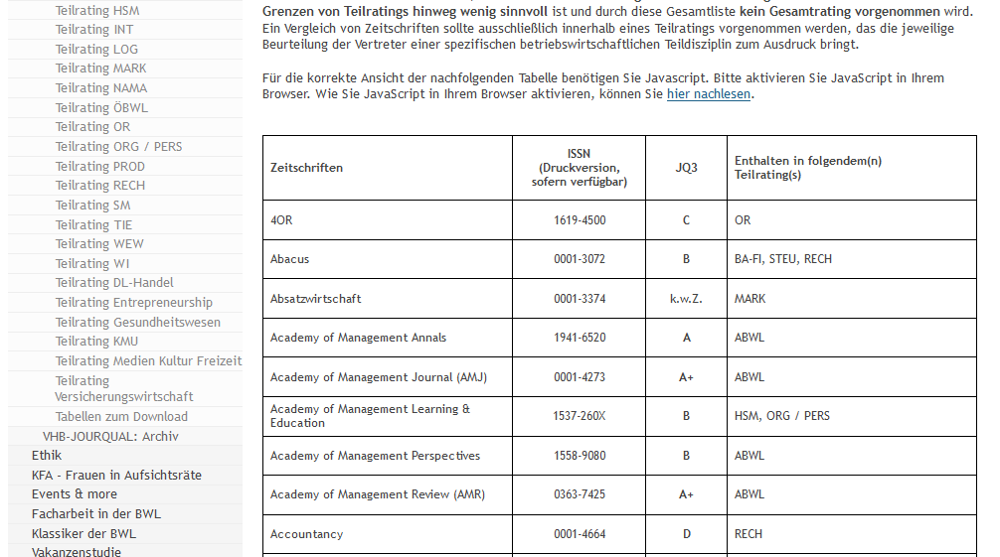 Teilrating HSM
Teilrating INT
Teilrating LOG
Teilrating MARK
Teilrating NAMA
Teilrating ÖBWL
Teilrating OR
Teilrating ORG / PERS
Teilrating PROD
Teilrating RECH
Teilrating SM
Teilrating TIE
Teilrating WEW
Teilrating WI
Teilrating DL-Handel
Teilrating Entrepreneurship
Teilrating Gesundheitswesen
Teilrating KMU
Teilrating Medien Kultur Freizeit
Teilrating
Versicherungswirtschaft
Tabellen zum Download
VHB-JOURQUAL: Archiv
Ethik
KFA - Frauen in Aufsichtsräte
Events & more
Facharbeit in der BWL
Klassiker der BWL
Vakanzenstudie
Grenzen von Teilratings hinweg wenig sinnvoll ist und durch diese Gesamtliste kein Gesamtrating vorgenommen wird.
Ein Vergleich von Zeitschriften sollte ausschließlich innerhalb eines Teilratings vorgenommen werden, das die jeweilige
Beurteilung der Vertreter einer spezifischen betriebswirtschaftlichen Teildisziplin zum Ausdruck bringt.
Für die korrekte Ansicht der nachfolgenden Tabelle benötigen Sie Javascript. Bitte aktivieren Sie JavaScript in Ihrem
Browser. Wie Sie JavaScript in Ihrem Browser aktivieren, können Sie hier nachlesen.
Zeitschriften ISSN (Druckversion, sofern verfügbar) JQ3 Enthalten in folgendem(n) Teilrating(s)
4OR 1619-4500 C OR
Abacus 0001-3072 B BA-FI, STEU, RECH
Absatzwirtschaft 0001-3374 k.w.Z. MARK
Academy of Management Annals 1941-6520 A ABWL
Academy of Management Journal (AMJ) 0001-4273 A+ ABWL
Academy of Management Learning & Education 1537-260X B HSM, ORG / PERS
Academy of Management Perspectives 1558-9080 B ABWL
Academy of Management Review (AMR) 0363-7425 A+ ABWL
Accountancy 0001-4664 D RECH